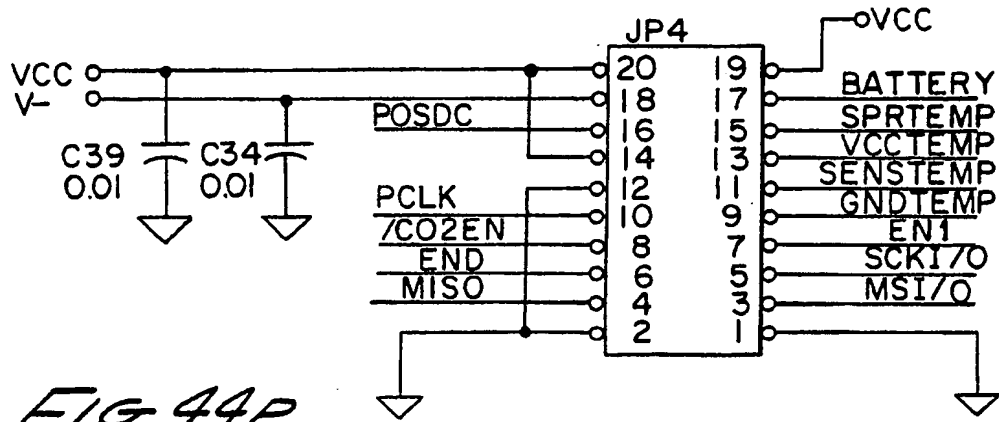 VCC
JP4
VCC
20 19
V-
18 17 BATTERY
POSDC 16 15 SPRTEMP
C39 0.01
C34 0.01
14 13 VCCTEMP
12 11 SENSTEMP
PCLK 10 9 GNDTEMP
/CO2EN 8 7 EN1
END 6 5 SCKI/O
MISO 4 3 MSI/O
2 1
FIG 44P